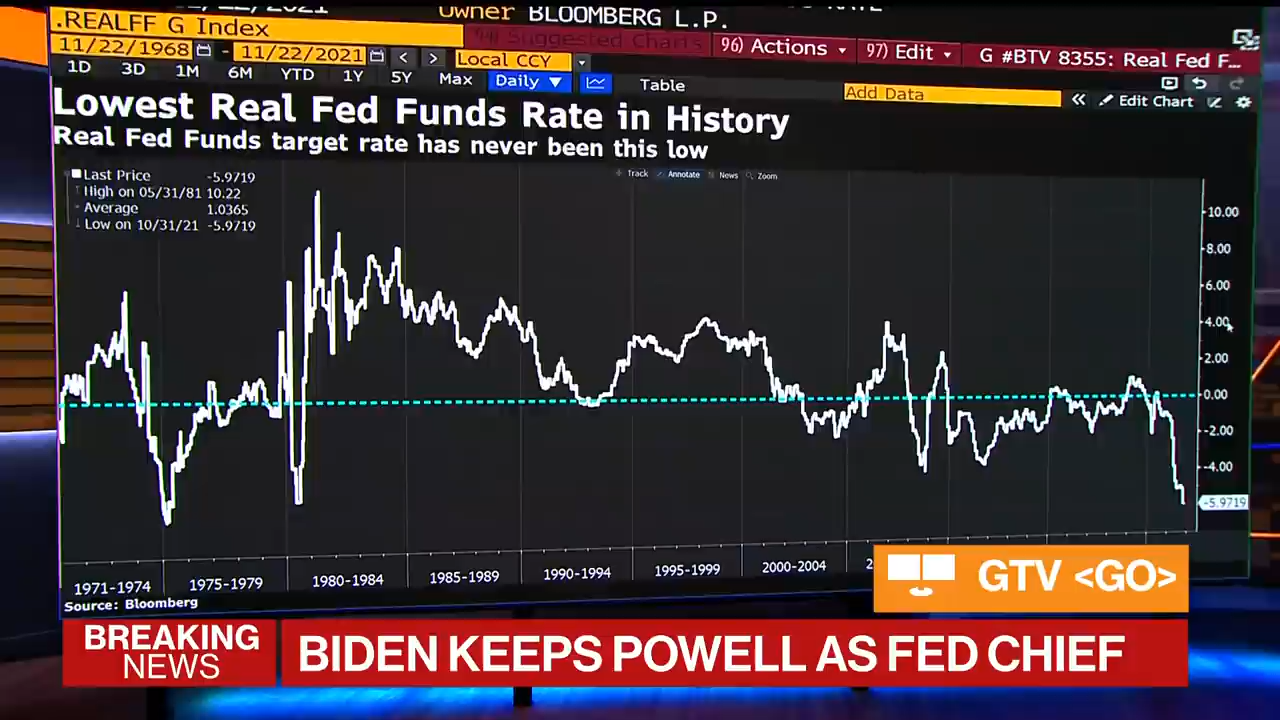 Owner BLOOMBERG L.P.
.REALFF G Index
94) Suggested Charts
96) Actions
97) Edit
G #BTV 8355: Real Fed F...
11/22/1968 - 11/22/2021 < > Local CCY
1D 3D 1M 6M YTD 1Y 5Y Max Daily ▼ Table
Add Data
« Edit Chart
Lowest Real Fed Funds Rate in History
Real Fed Funds target rate has never been this low
Track Annotate News Zoom
Last Price -5.9719
High on 05/31/81 10.22
Average 1.0365
Low on 10/31/21 -5.9719
10.00
8.00
6.00
4.00
2.00
0.00
-2.00
-4.00
-5.9719
1971-1974 1975-1979 1980-1984 1985-1989 1990-1994 1995-1999 2000-2004
Source: Bloomberg
GTV <GO>
BREAKING
NEWS
BIDEN KEEPS POWELL AS FED CHIEF